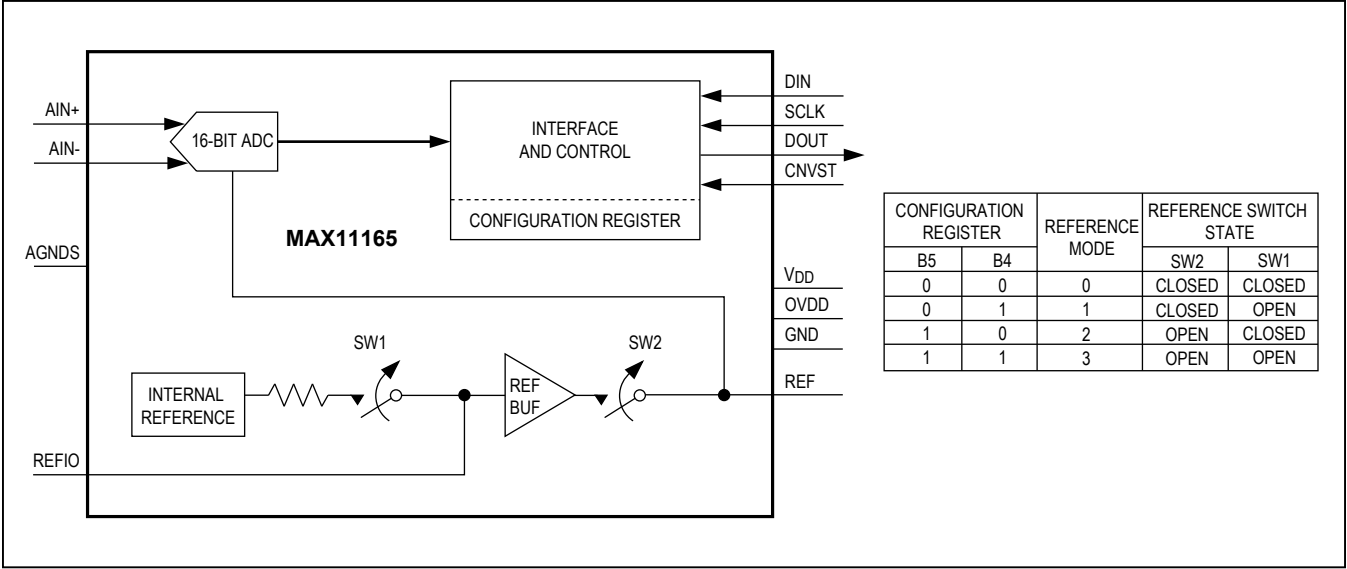 AIN+
AIN-
AGNDS
REFIO
16-BIT ADC
INTERFACE
AND CONTROL
CONFIGURATION REGISTER
MAX11165
DIN
SCLK
DOUT
CNVST
VDD
OVDD
GND
REF
SW1
SW2
INTERNAL
REFERENCE
REF
BUF
CONFIGURATION
REGISTER
REFERENCE
MODE
REFERENCE SWITCH
STATE
B5 B4 SW2 SW1
0 0 0 CLOSED CLOSED
0 1 1 CLOSED OPEN
1 0 2 OPEN CLOSED
1 1 3 OPEN OPEN